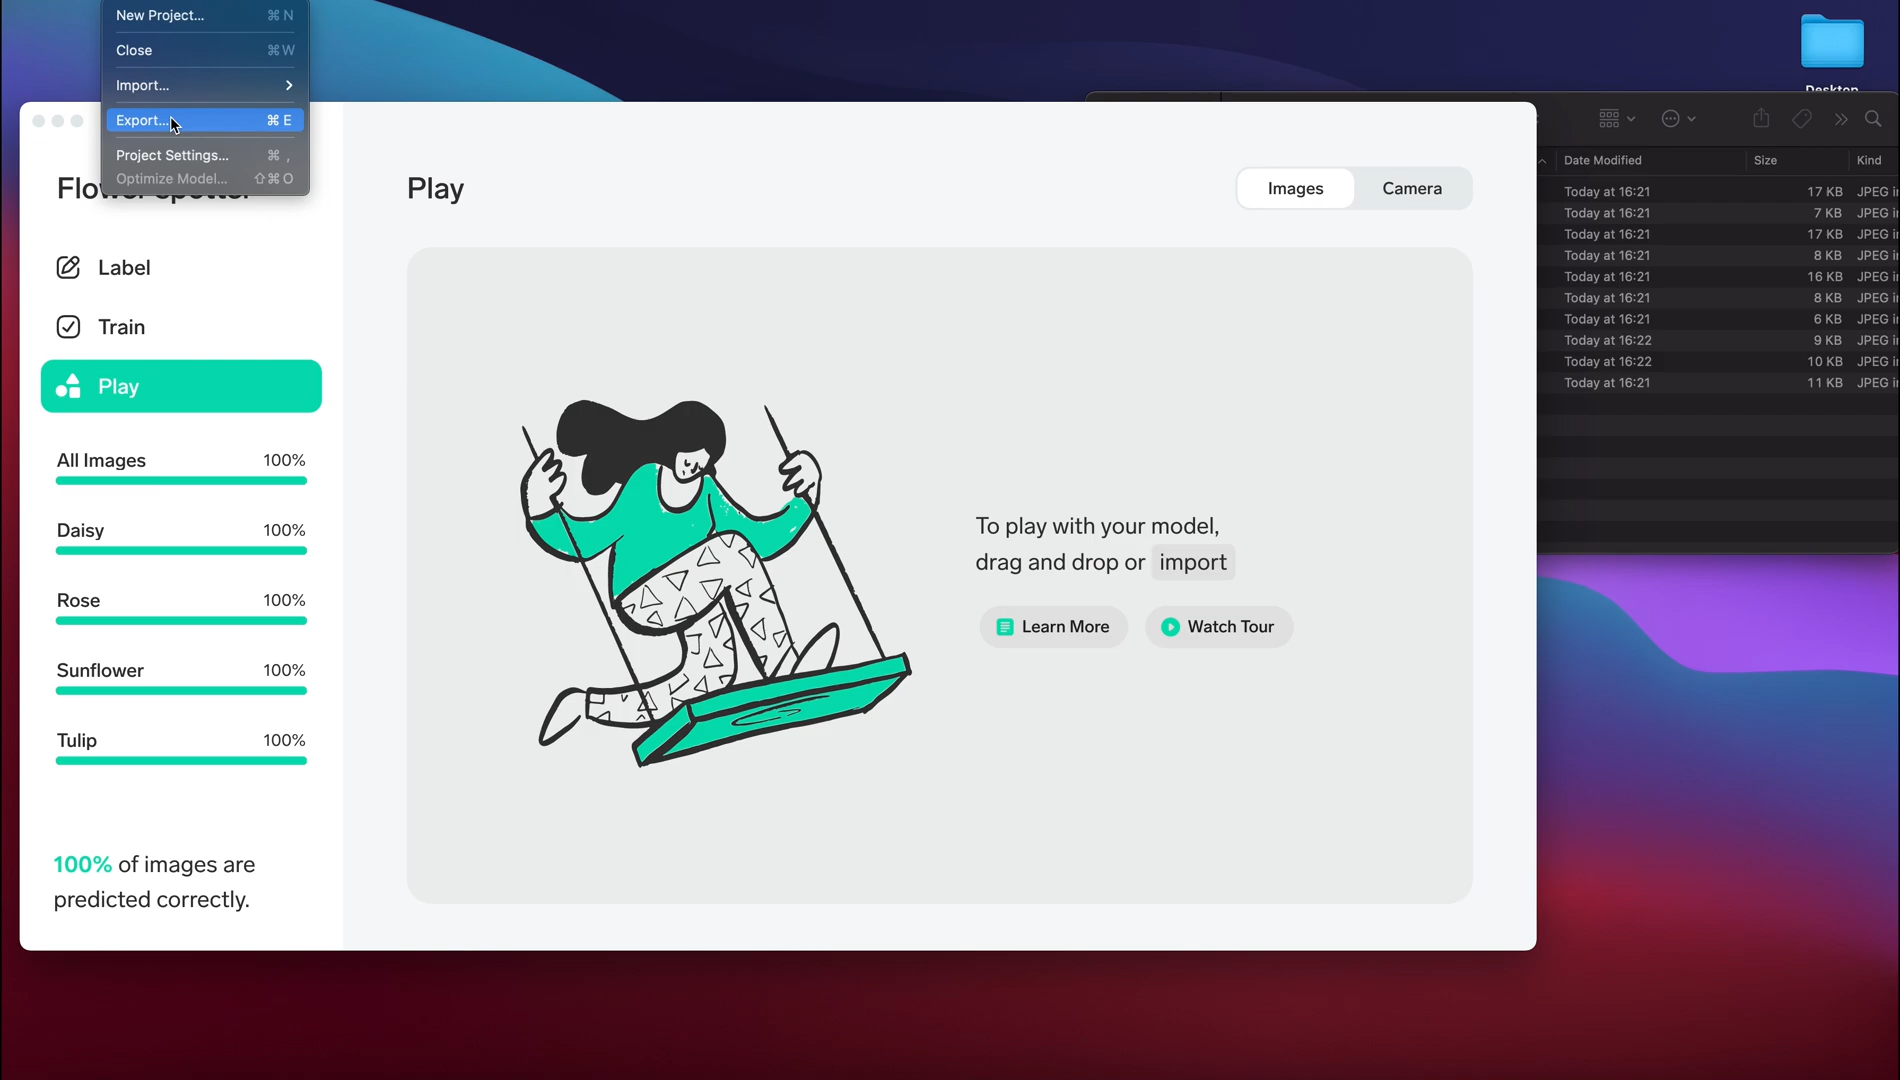 New Project... ⌘ N
Close ⌘ W
Import...
Export... ⌘ E
Project Settings... ⌘ ,
Optimize Model... ⇧ ⌘ O
Label
Train
Play
All Images 100%
Daisy 100%
Rose 100%
Sunflower 100%
Tulip 100%
100% of images are
predicted correctly.
Play
Images Camera
To play with your model,
drag and drop or import
Learn More Watch Tour
Date Modified Size Kind
Today at 16:21 17 KB JPEG
Today at 16:21 7 KB JPEG
Today at 16:21 17 KB JPEG
Today at 16:21 8 KB JPEG
Today at 16:21 16 KB JPEG
Today at 16:21 8 KB JPEG
Today at 16:21 6 KB JPEG
Today at 16:22 9 KB JPEG
Today at 16:22 10 KB JPEG
Today at 16:21 11 KB JPEG
Desktop